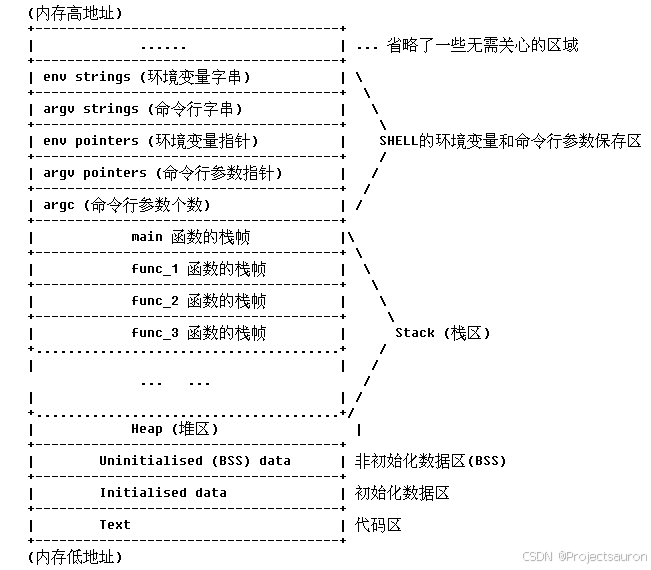 (内存高地址)
...... ... 省略了一些无需关心的区域
env strings (环境变量字串)
argv strings (命令行字串)
env pointers (环境变量指针) SHELL的环境变量和命令行参数保存区
argv pointers (命令行参数指针)
argc (命令行参数个数)
main 函数的栈帧
func_1 函数的栈帧
func_2 函数的栈帧
func_3 函数的栈帧 Stack (栈区)
... ...
Heap (堆区)
Uninitialised (BSS) data 非初始化数据区(BSS)
Initialised data 初始化数据区
Text 代码区
(内存低地址)
CSDN @Projectsauron